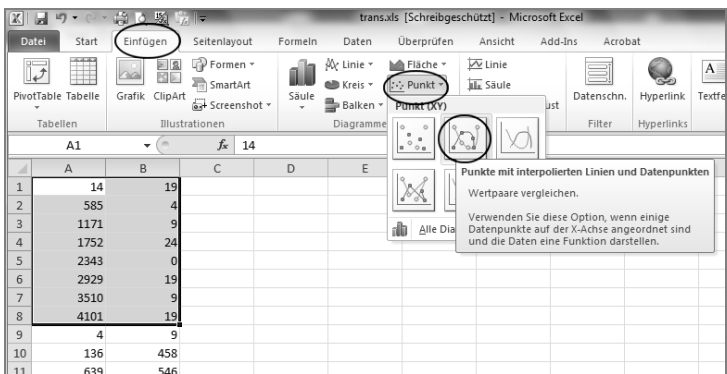 trans.xls [Schreibgeschützt] - Microsoft Excel
Datei Start Einfügen Seitenlayout Formeln Daten Überprüfen Ansicht Add-Ins Acrobat
PivotTable Tabelle Grafik ClipArt Formen SmartArt Screenshot Säule Linie Kreis Balken Fläche Punkt Linie Säule Datenschn. Hyperlink
Tabellen Illustrationen Diagramme Filter Hyperlinks
Punkt (XY)
A1 fx 14
A B C D E
1 14 19
2 585 4
3 1171 9
4 1752 24
5 2343 0
6 2929 19
7 3510 9
8 4101 19
9 4 9
10 136 458
11 639 546
Alle Dia
Punkte mit interpolierten Linien und Datenpunkten
Wertpaare vergleichen.
Verwenden Sie diese Option, wenn einige
Datenpunkte auf der X-Achse angeordnet sind
und die Daten eine Funktion darstellen.